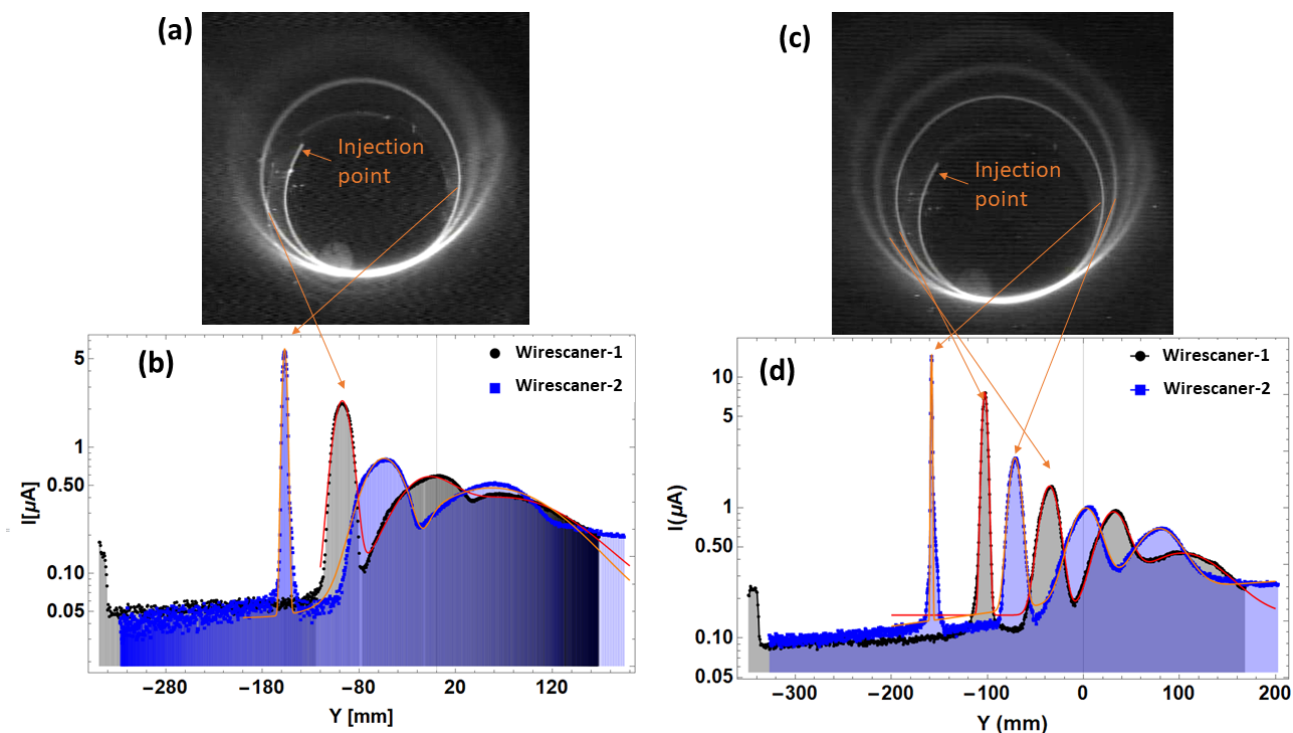 (a)
Injection
point
(c)
Injection
point
(b)
Wirescaner-1
Wirescaner-2
5
1
0.50
0.10
0.05
I[μA]
−280
−180
−80
20
120
Y [mm]
(d)
Wirescaner-1
Wirescaner-2
10
5
1
0.50
0.10
0.05
I(μA)
−300
−200
−100
0
100
200
Y (mm)